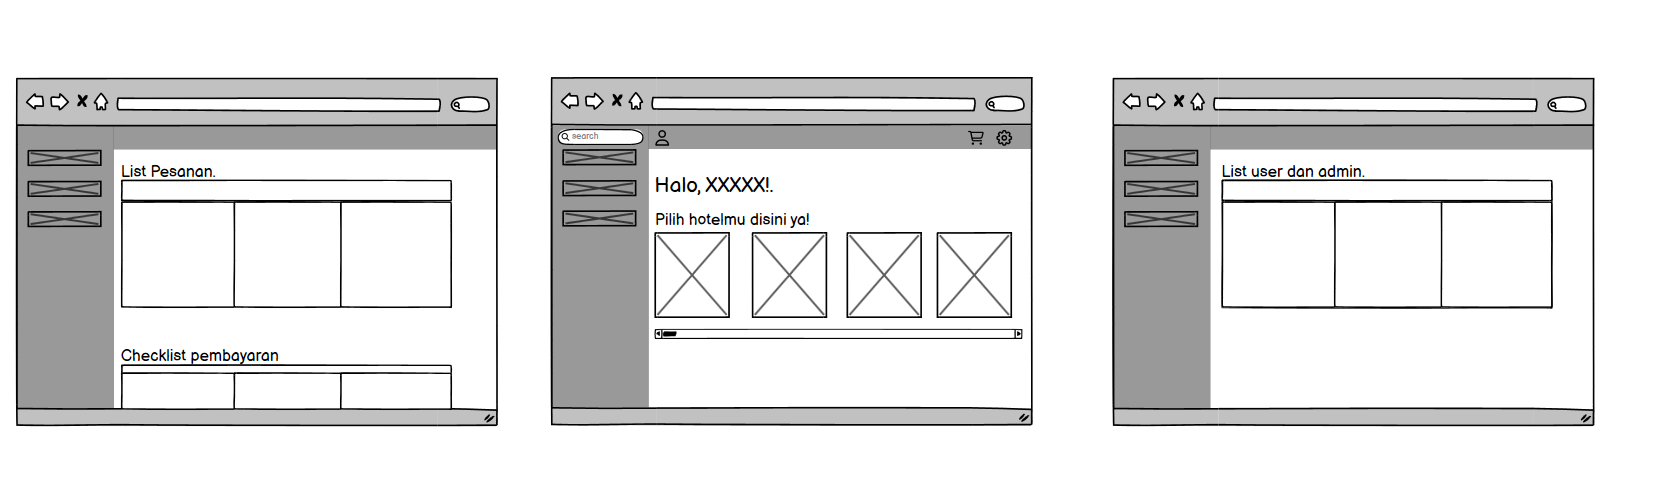 List Pesanan.
Checklist pembayaran
search
Halo, XXXXX!.
Pilih hotelmu disini ya!
List user dan admin.